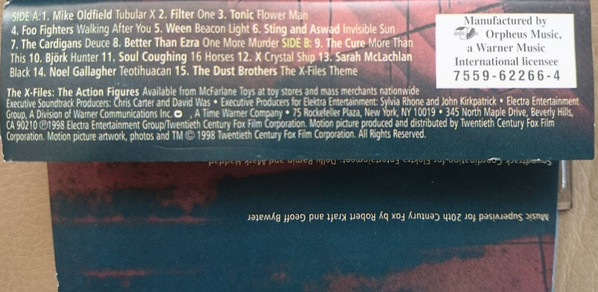 SIDE A:1. Mike Oldfield Tubular X 2. Filter One 3. Tonic Flower Man
4. Foo Fighters Walking After You 5. Ween Beacon Light 6. Sting and Aswad Invisible Sun
7. The Cardigans Deuce 8. Better Than Ezra One More Murder SIDE B: 9. The Cure More Than
This 10. Björk Hunter 11. Soul Coughing 16 Horses 12. X Crystal Ship 13. Sarah McLachlan
Black 14. Noel Gallagher Teotihuacan 15. The Dust Brothers The X-Files Theme
The X-Files: The Action Figures Available from McFarlane Toys at toy stores and mass merchants nationwide
Executive Soundtrack Producers: Chris Carter and David Was • Executive Producers for Elektra Entertainment: Sylvia Rhone and John Kirkpatrick • Electra Entertainment
Group, A Division of Warner Communications Inc. , A Time Warner Company • 75 Rockefeller Plaza, New York, NY 10019 • 345 North Maple Drive, Beverly Hills,
CA 90210 ℗1998 Electra Entertainment Group/Twentieth Century Fox Film Corporation. Motion picture produced and distributed by Twentieth Century Fox Film
Corporation. Motion picture artwork, photos and TM © 1998 Twentieth Century Fox Film Corporation. All Rights Reserved.
Manufactured by
Orpheus Music,
a Warner Music
International licensee
7559-62266-4
Soundtrack Coordination for Elektra Entertainment: Dolly Ramin and Mark Haddad
Music Supervised for 20th Century Fox by Robert Kraft and Geoff Bywater